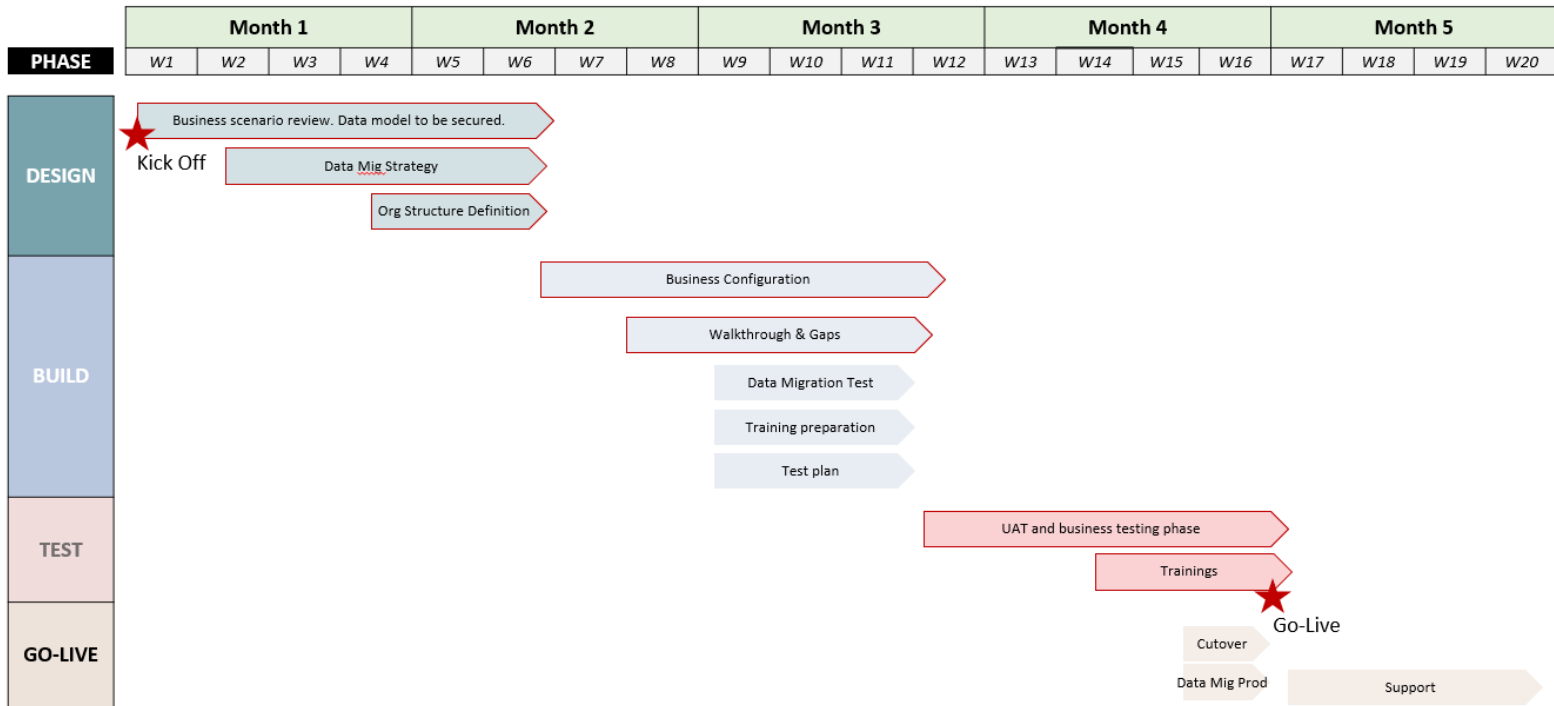 Month 1 Month 2 Month 3 Month 4 Month 5
PHASE W1 W2 W3 W4 W5 W6 W7 W8 W9 W10 W11 W12 W13 W14 W15 W16 W17 W18 W19 W20
DESIGN
Business scenario review. Data model to be secured.
Kick Off
Data Mig Strategy
Org Structure Definition
BUILD
Business Configuration
Walkthrough & Gaps
Data Migration Test
Training preparation
Test plan
TEST
UAT and business testing phase
Trainings
GO-LIVE
Go-Live
Cutover
Data Mig Prod
Support